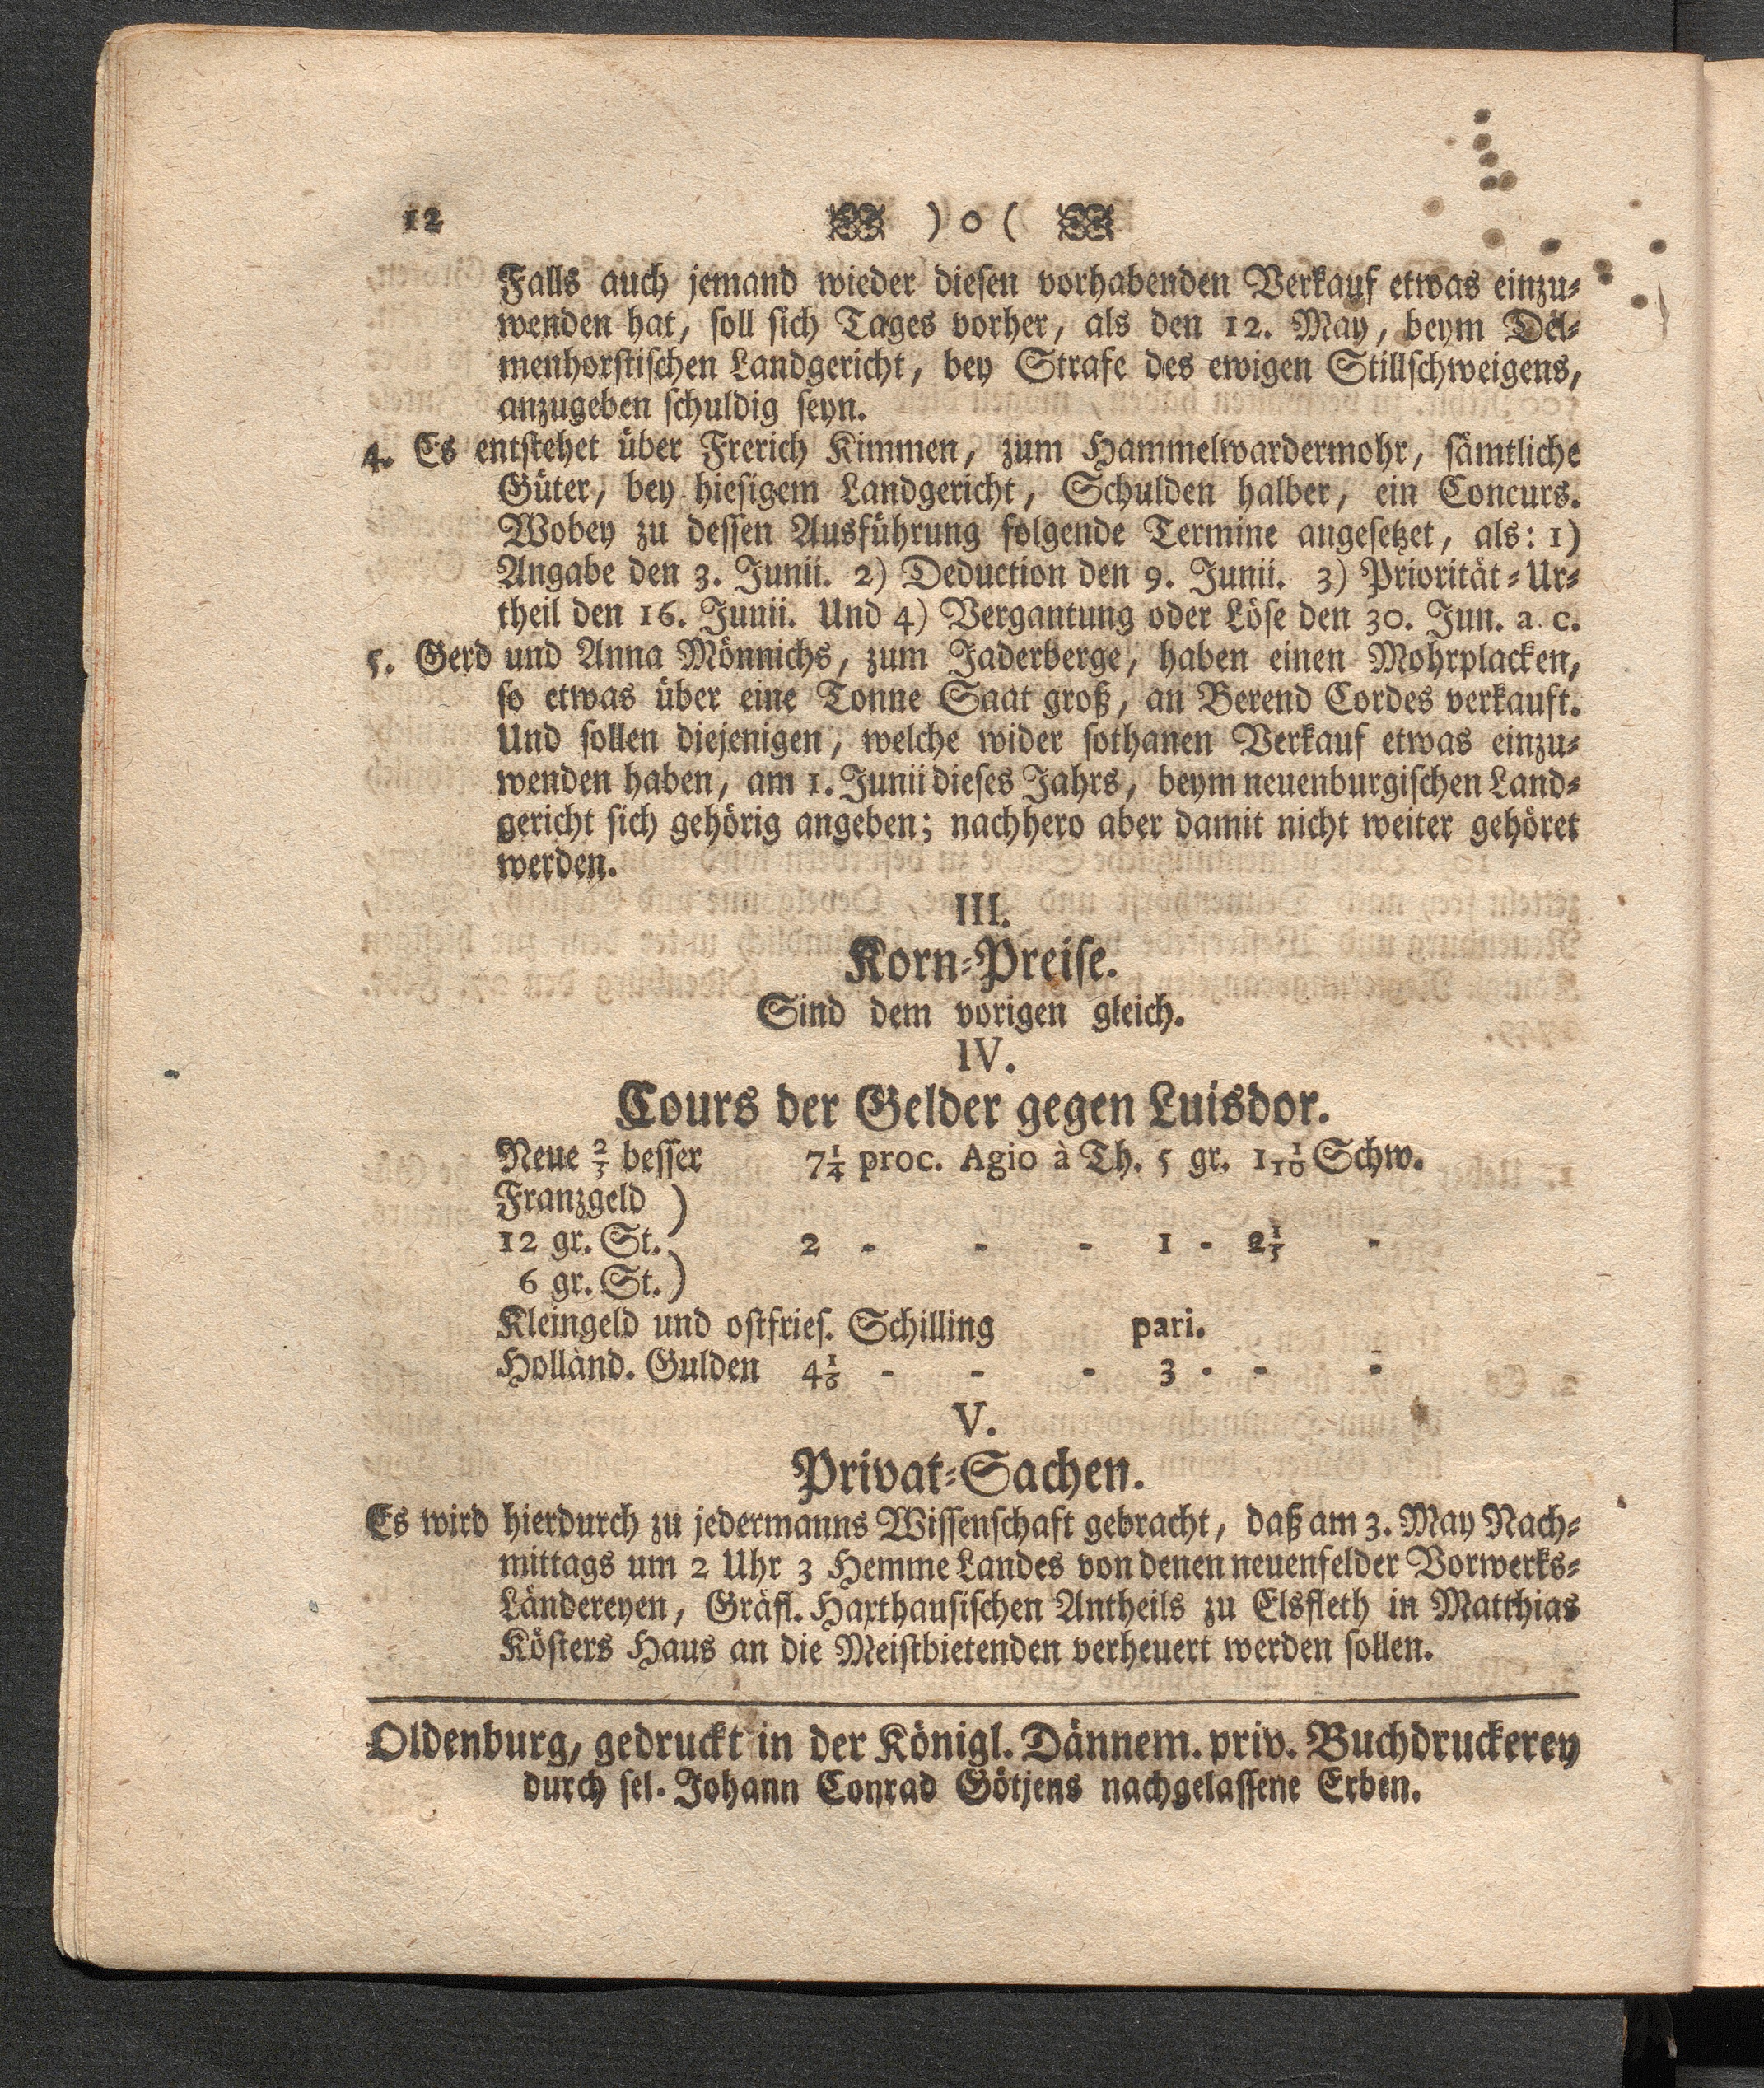 12 ) o (
Falls auch jemand wieder diesen vorhabenden Verkauf etwas einzu-
wenden hat, soll sich Tages vorher, als den 12. May, beym Del-
menhorstischen Landgericht, bey Strafe des ewigen Stillschweigens,
anzugeben schuldig seyn.
4. Es entstehet über Frerich Kimmen, zum Hammelwardermohr, sämtliche
Güter, bey hiesigem Landgericht, Schulden halber, ein Concurs.
Wobey zu dessen Ausführung folgende Termine angesetzet, als: 1)
Angabe den 3. Junii. 2) Deduction den 9. Junii. 3) Priorität-Ur-
theil den 16. Junii. Und 4) Vergantung oder Löse den 30. Jun. a. c.
5. Gerd und Anna Mönnichs, zum Jaderberge, haben einen Mohrplacken,
so etwas über eine Tonne Saat groß, an Berend Cordes verkauft.
Und sollen diejenigen, welche wider sothanen Verkauf etwas einzu-
wenden haben, am 1. Junii dieses Jahrs, beym neuenburgischen Land-
gericht sich gehörig angeben; nachhero aber damit nicht weiter gehöret
werden.
III.
Korn-Preise.
Sind dem vorigen gleich.
IV.
Cours der Gelder gegen Luisdor.
Neue 2/3 besser 7 1/4 proc. Agio à Th. 5 gr. 1 1/10 Schw.
Franzgeld )
12 gr. St. 2 - - - 1 - 2 1/5 -
6 gr. St. )
Kleingeld und ostfries. Schilling pari.
Holländ. Gulden 4 1/6 - - - 3 - - -
V.
Privat-Sachen.
Es wird hierdurch zu jedermanns Wissenschaft gebracht, daß am 3. May Nach-
mittags um 2 Uhr 3 Hemme Landes von denen neuenfelder Vorwerks-
Ländereyen, Gräfl. Haxthausischen Antheils zu Elsfleth in Matthias
Kösters Haus an die Meistbietenden verheuert werden sollen.
Oldenburg, gedruckt in der Königl. Dännem. priv. Buchdruckerey
durch sel. Johann Conrad Götjens nachgelassene Erben.